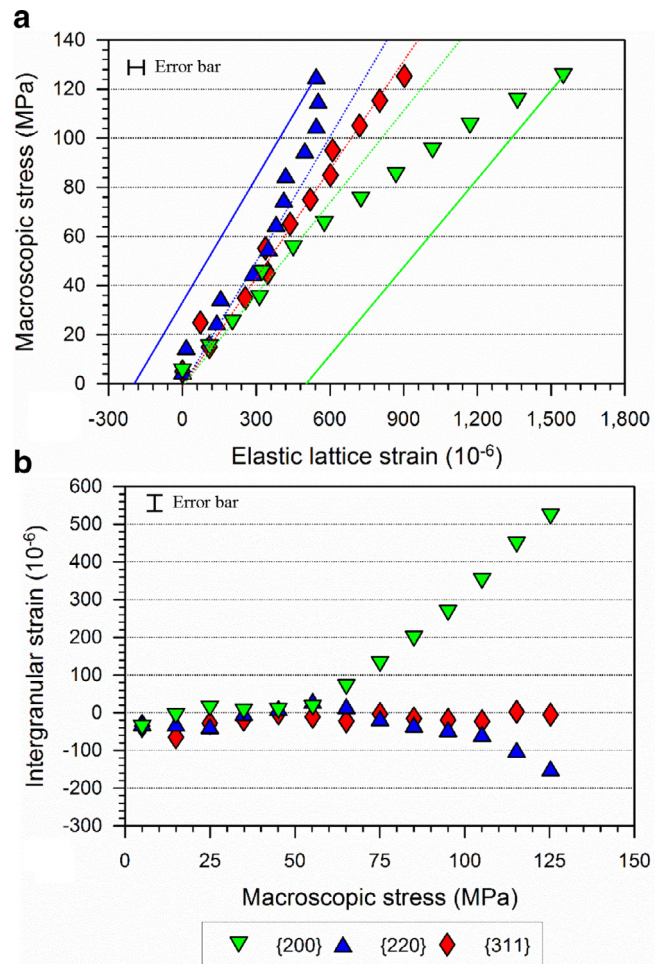 a
140
120
100
80
60
40
20
0
Macroscopic stress (MPa)
Error bar
-300 0 300 600 900 1,200 1,500 1,800
Elastic lattice strain (10⁻⁶)
b
600
500
400
300
200
100
0
-100
-200
-300
Intergranular strain (10⁻⁶)
Error bar
0 25 50 75 100 125 150
Macroscopic stress (MPa)
{200} {220} {311}